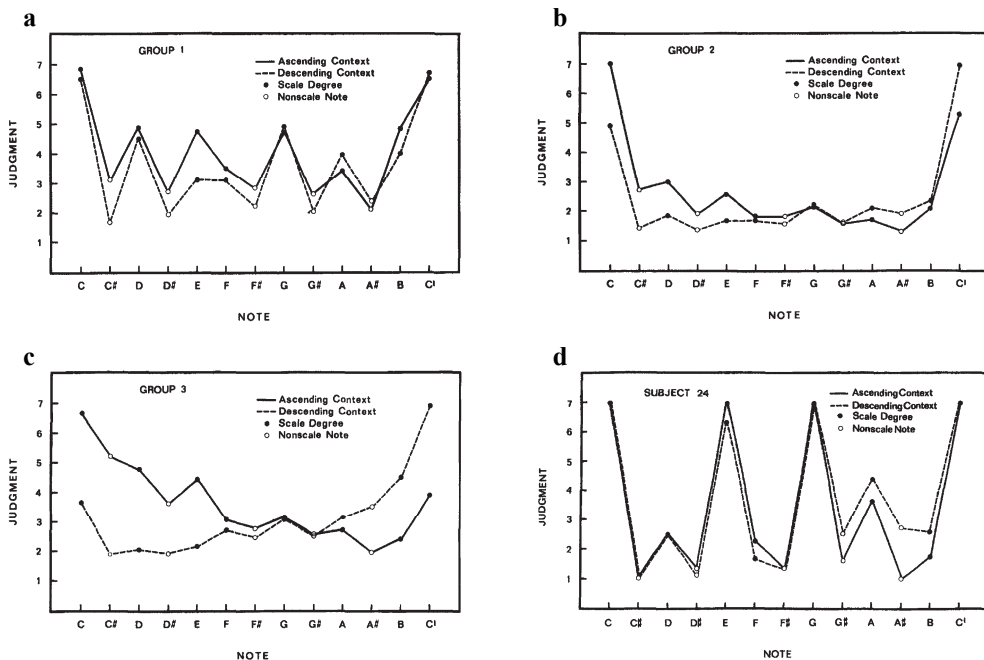 a
GROUP 1
Ascending Context
Descending Context
Scale Degree
Nonscale Note
JUDGMENT
7
6
5
4
3
2
1
C C# D D# E F F# G G# A A# B C'
NOTE
b
GROUP 2
Ascending Context
Descending Context
Scale Degree
Nonscale Note
JUDGMENT
7
6
5
4
3
2
1
C C# D D# E F F# G G# A A# B C'
NOTE
c
GROUP 3
Ascending Context
Descending Context
Scale Degree
Nonscale Note
JUDGMENT
7
6
5
4
3
2
1
C C# D D# E F F# G G# A A# B C'
NOTE
d
SUBJECT 24
Ascending Context
Descending Context
Scale Degree
Nonscale Note
JUDGMENT
7
6
5
4
3
2
1
C C♯ D D♯ E F F♯ G G♯ A A♯ B C'
NOTE